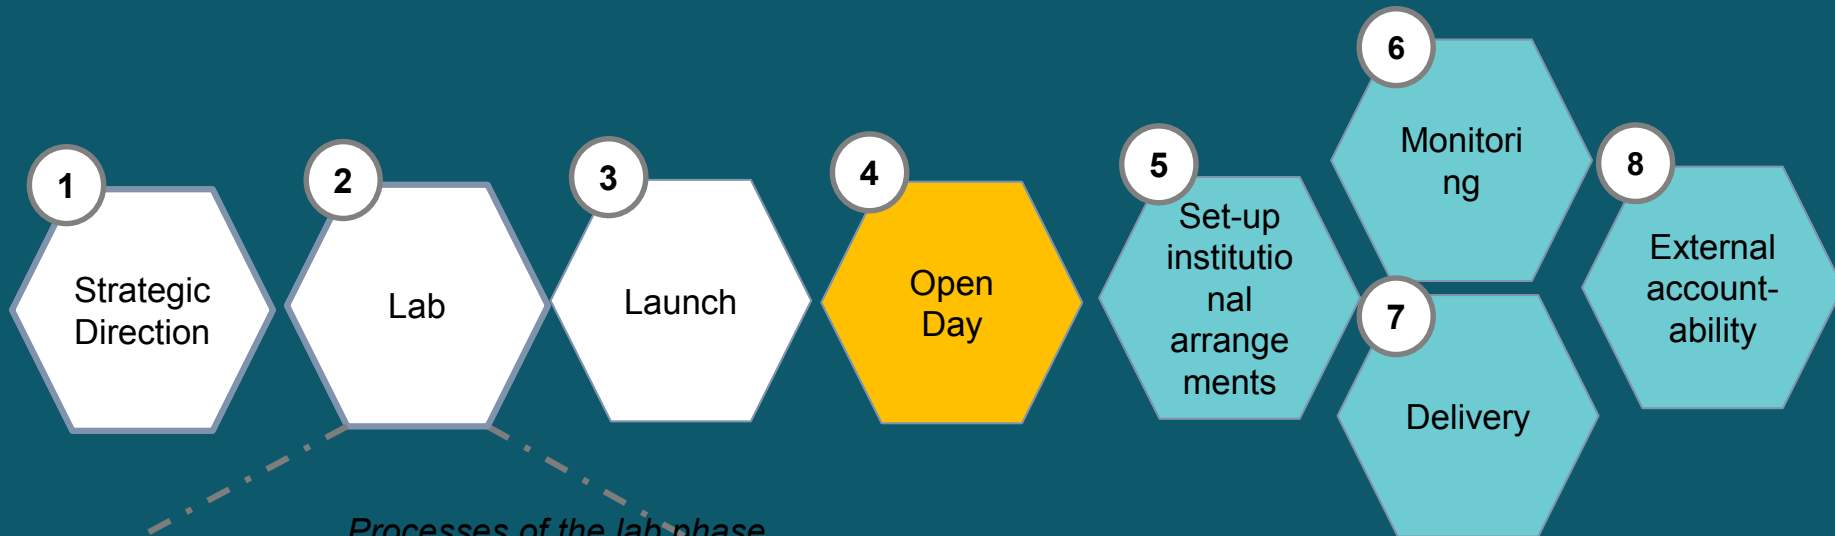 1
Strategic
Direction
2
Lab
3
Launch
4
Open
Day
5
Set-up
institutio
nal
arrange
ments
6
Monitori
ng
7
Delivery
8
External
account-
ability
Processes of the lab phase